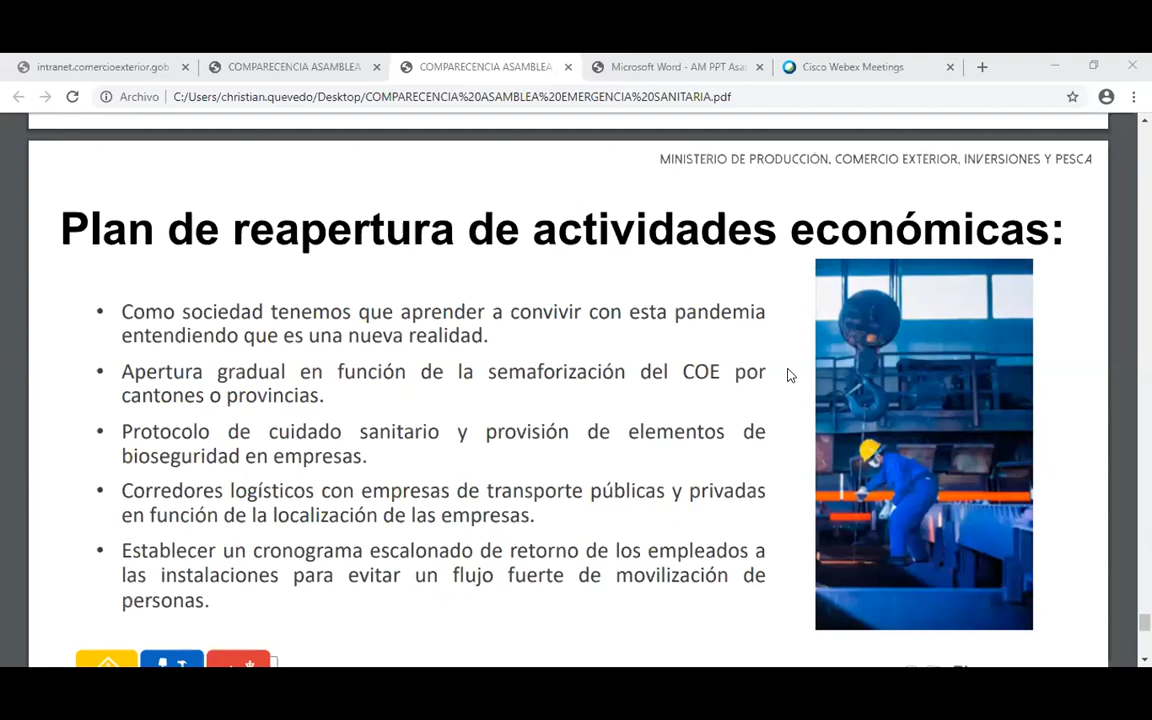 intranet.comercioexterior.gob
COMPARECENCIA ASAMBLEA
COMPARECENCIA ASAMBLEA
Microsoft Word - AM PPT Asa
Cisco Webex Meetings
Archivo
C:/Users/christian.quevedo/Desktop/COMPARECENCIA%20ASAMBLEA%20EMERGENCIA%20SANITARIA.pdf
MINISTERIO DE PRODUCCIÓN, COMERCIO EXTERIOR, INVERSIONES Y PESCA
Plan de reapertura de actividades económicas:
• Como sociedad tenemos que aprender a convivir con esta pandemia
entendiendo que es una nueva realidad.
• Apertura gradual en función de la semaforización del COE por
cantones o provincias.
• Protocolo de cuidado sanitario y provisión de elementos de
bioseguridad en empresas.
• Corredores logísticos con empresas de transporte públicas y privadas
en función de la localización de las empresas.
• Establecer un cronograma escalonado de retorno de los empleados a
las instalaciones para evitar un flujo fuerte de movilización de
personas.